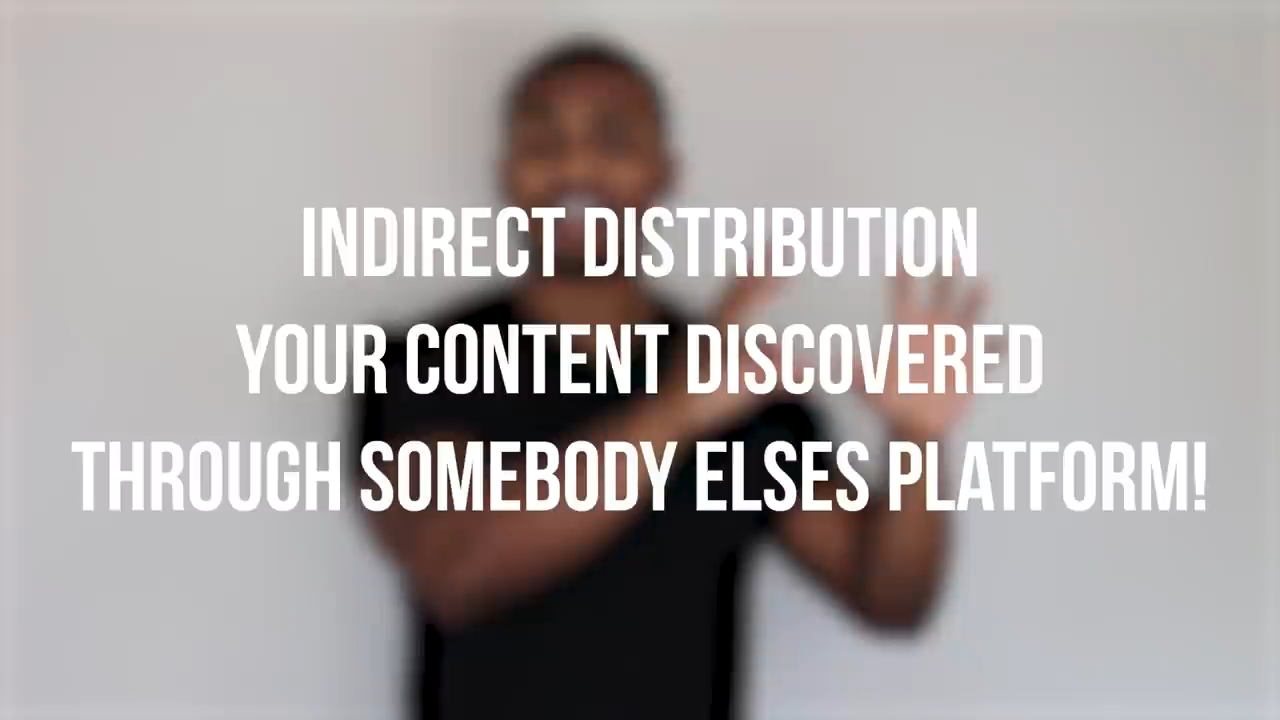 INDIRECT DISTRIBUTION
YOUR CONTENT DISCOVERED
THROUGH SOMEBODY ELSES PLATFORM!